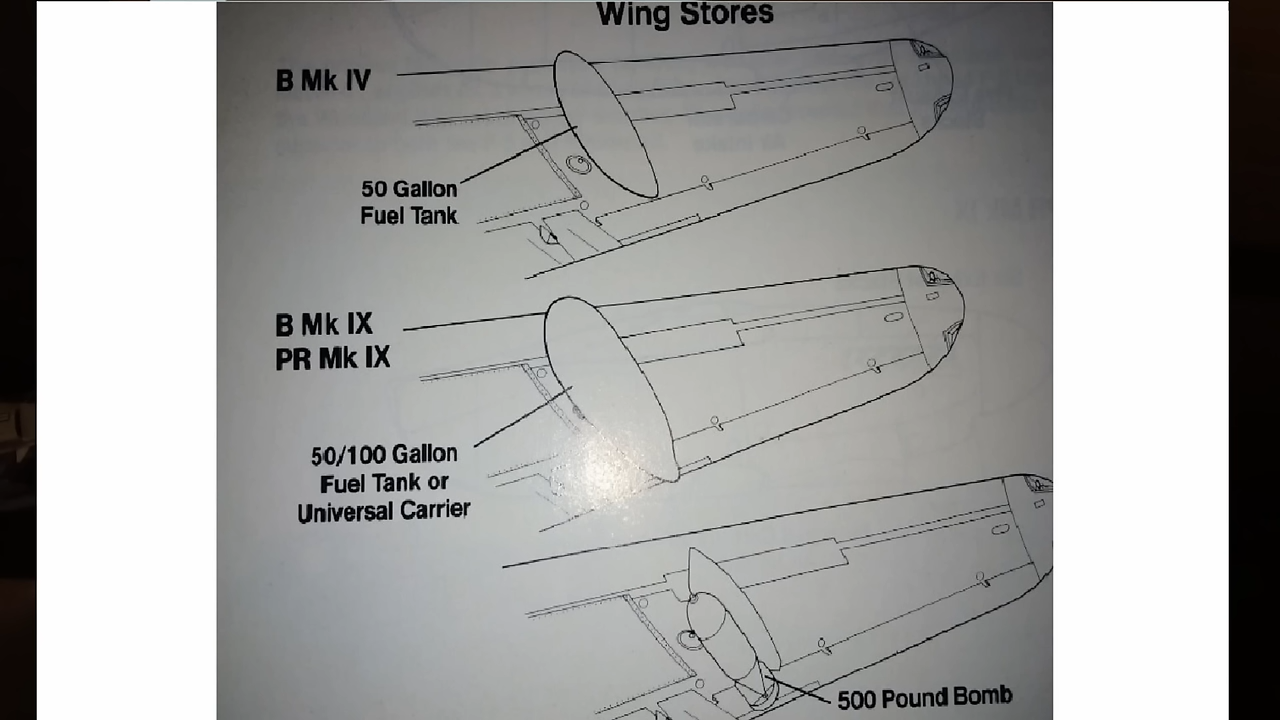 Wing Stores
B Mk IV
50 Gallon
Fuel Tank
B Mk IX
PR Mk IX
50/100 Gallon
Fuel Tank or
Universal Carrier
500 Pound Bomb